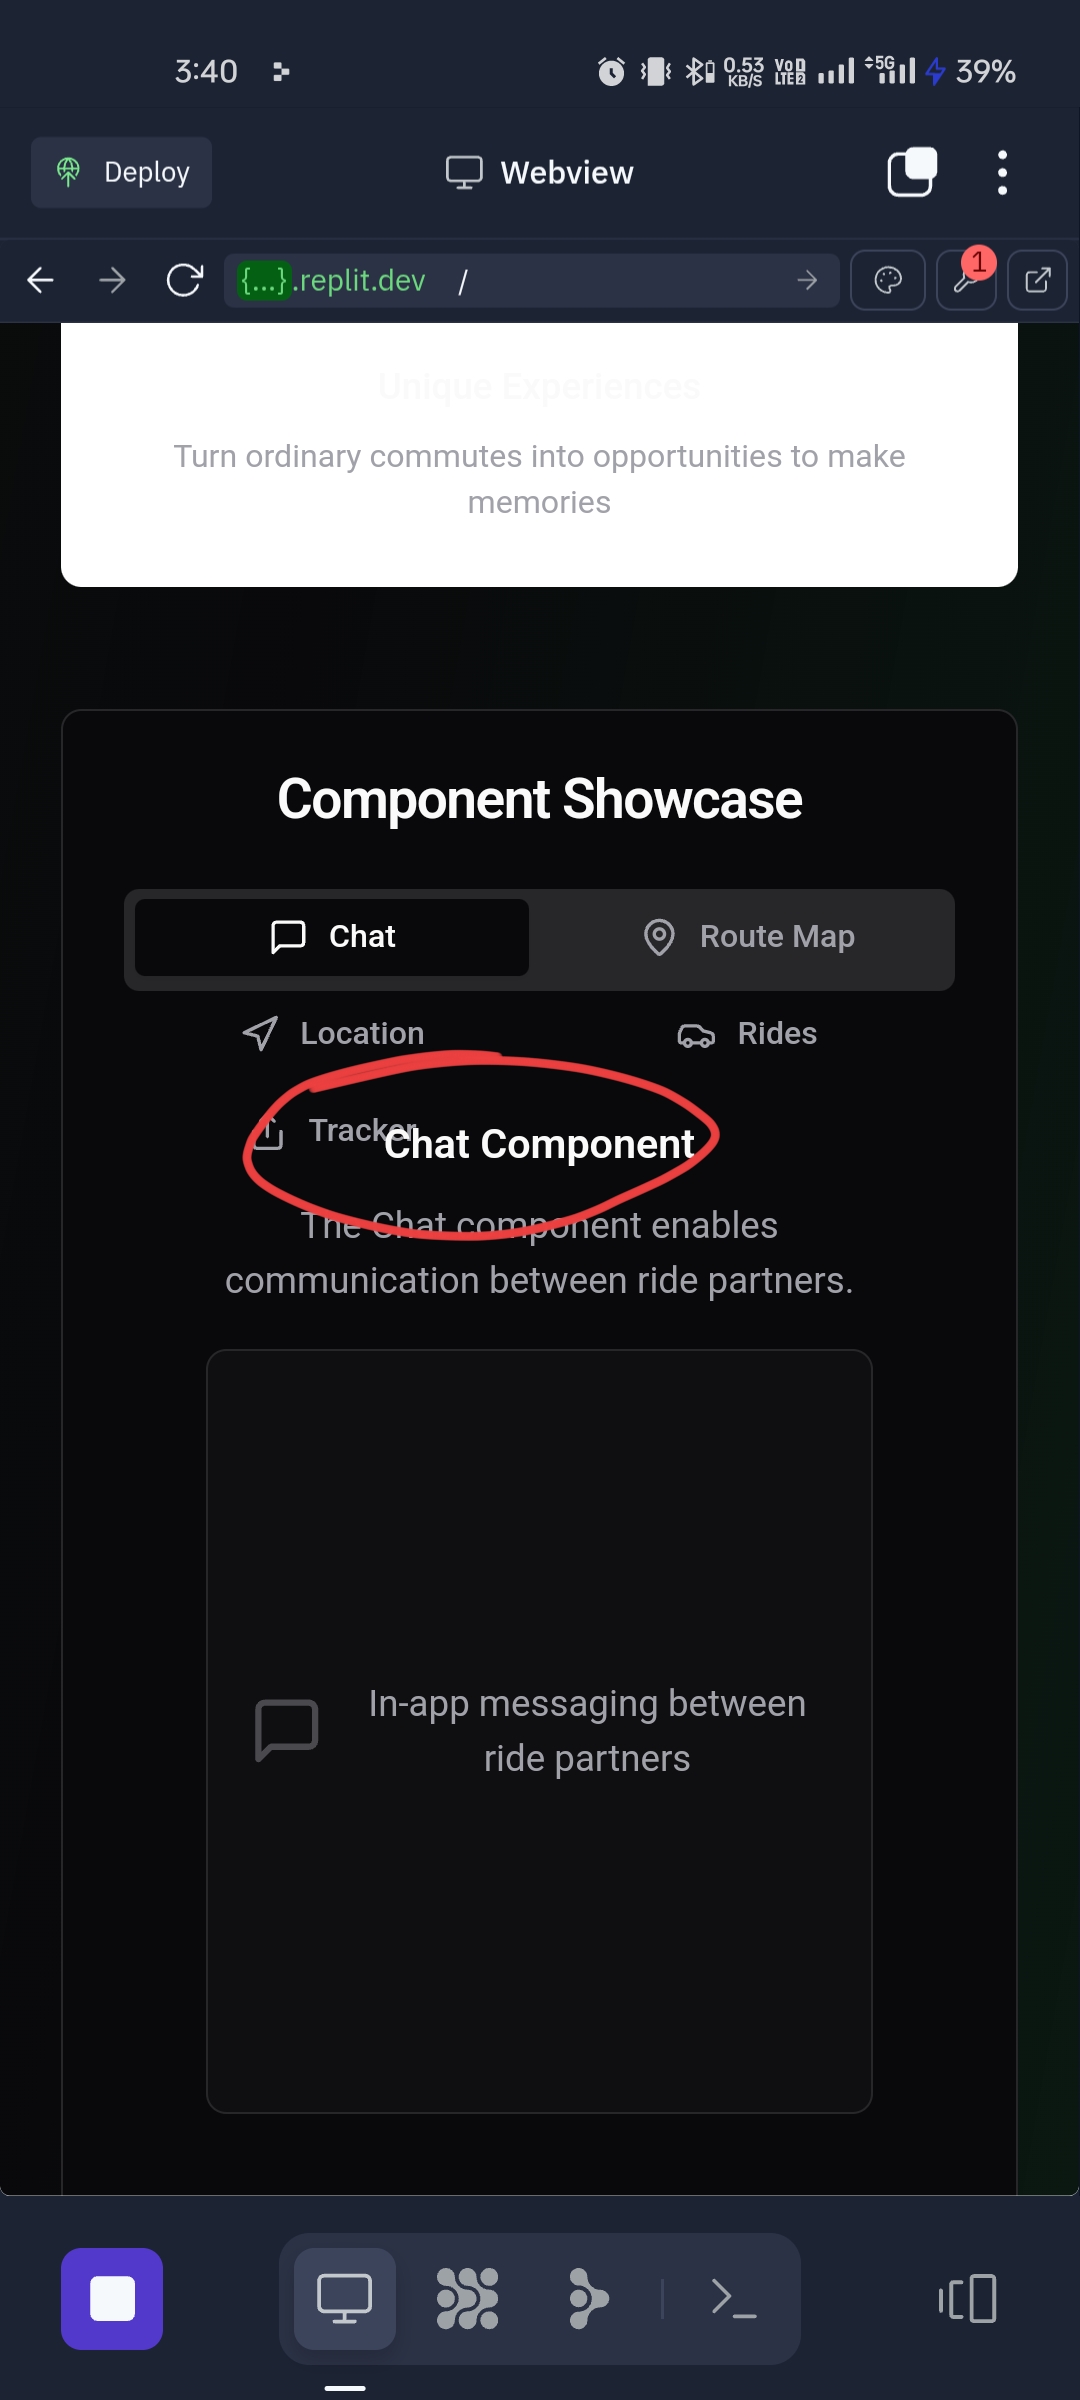 3:40
0.53 KB/S
Vo LTE 2
5G
39%
Deploy
Webview
{...}.replit.dev /
1
Unique Experiences
Turn ordinary commutes into opportunities to make
memories
Component Showcase
Chat
Route Map
Location
Rides
Tracker
Chat Component
The Chat component enables
communication between ride partners.
In-app messaging between
ride partners